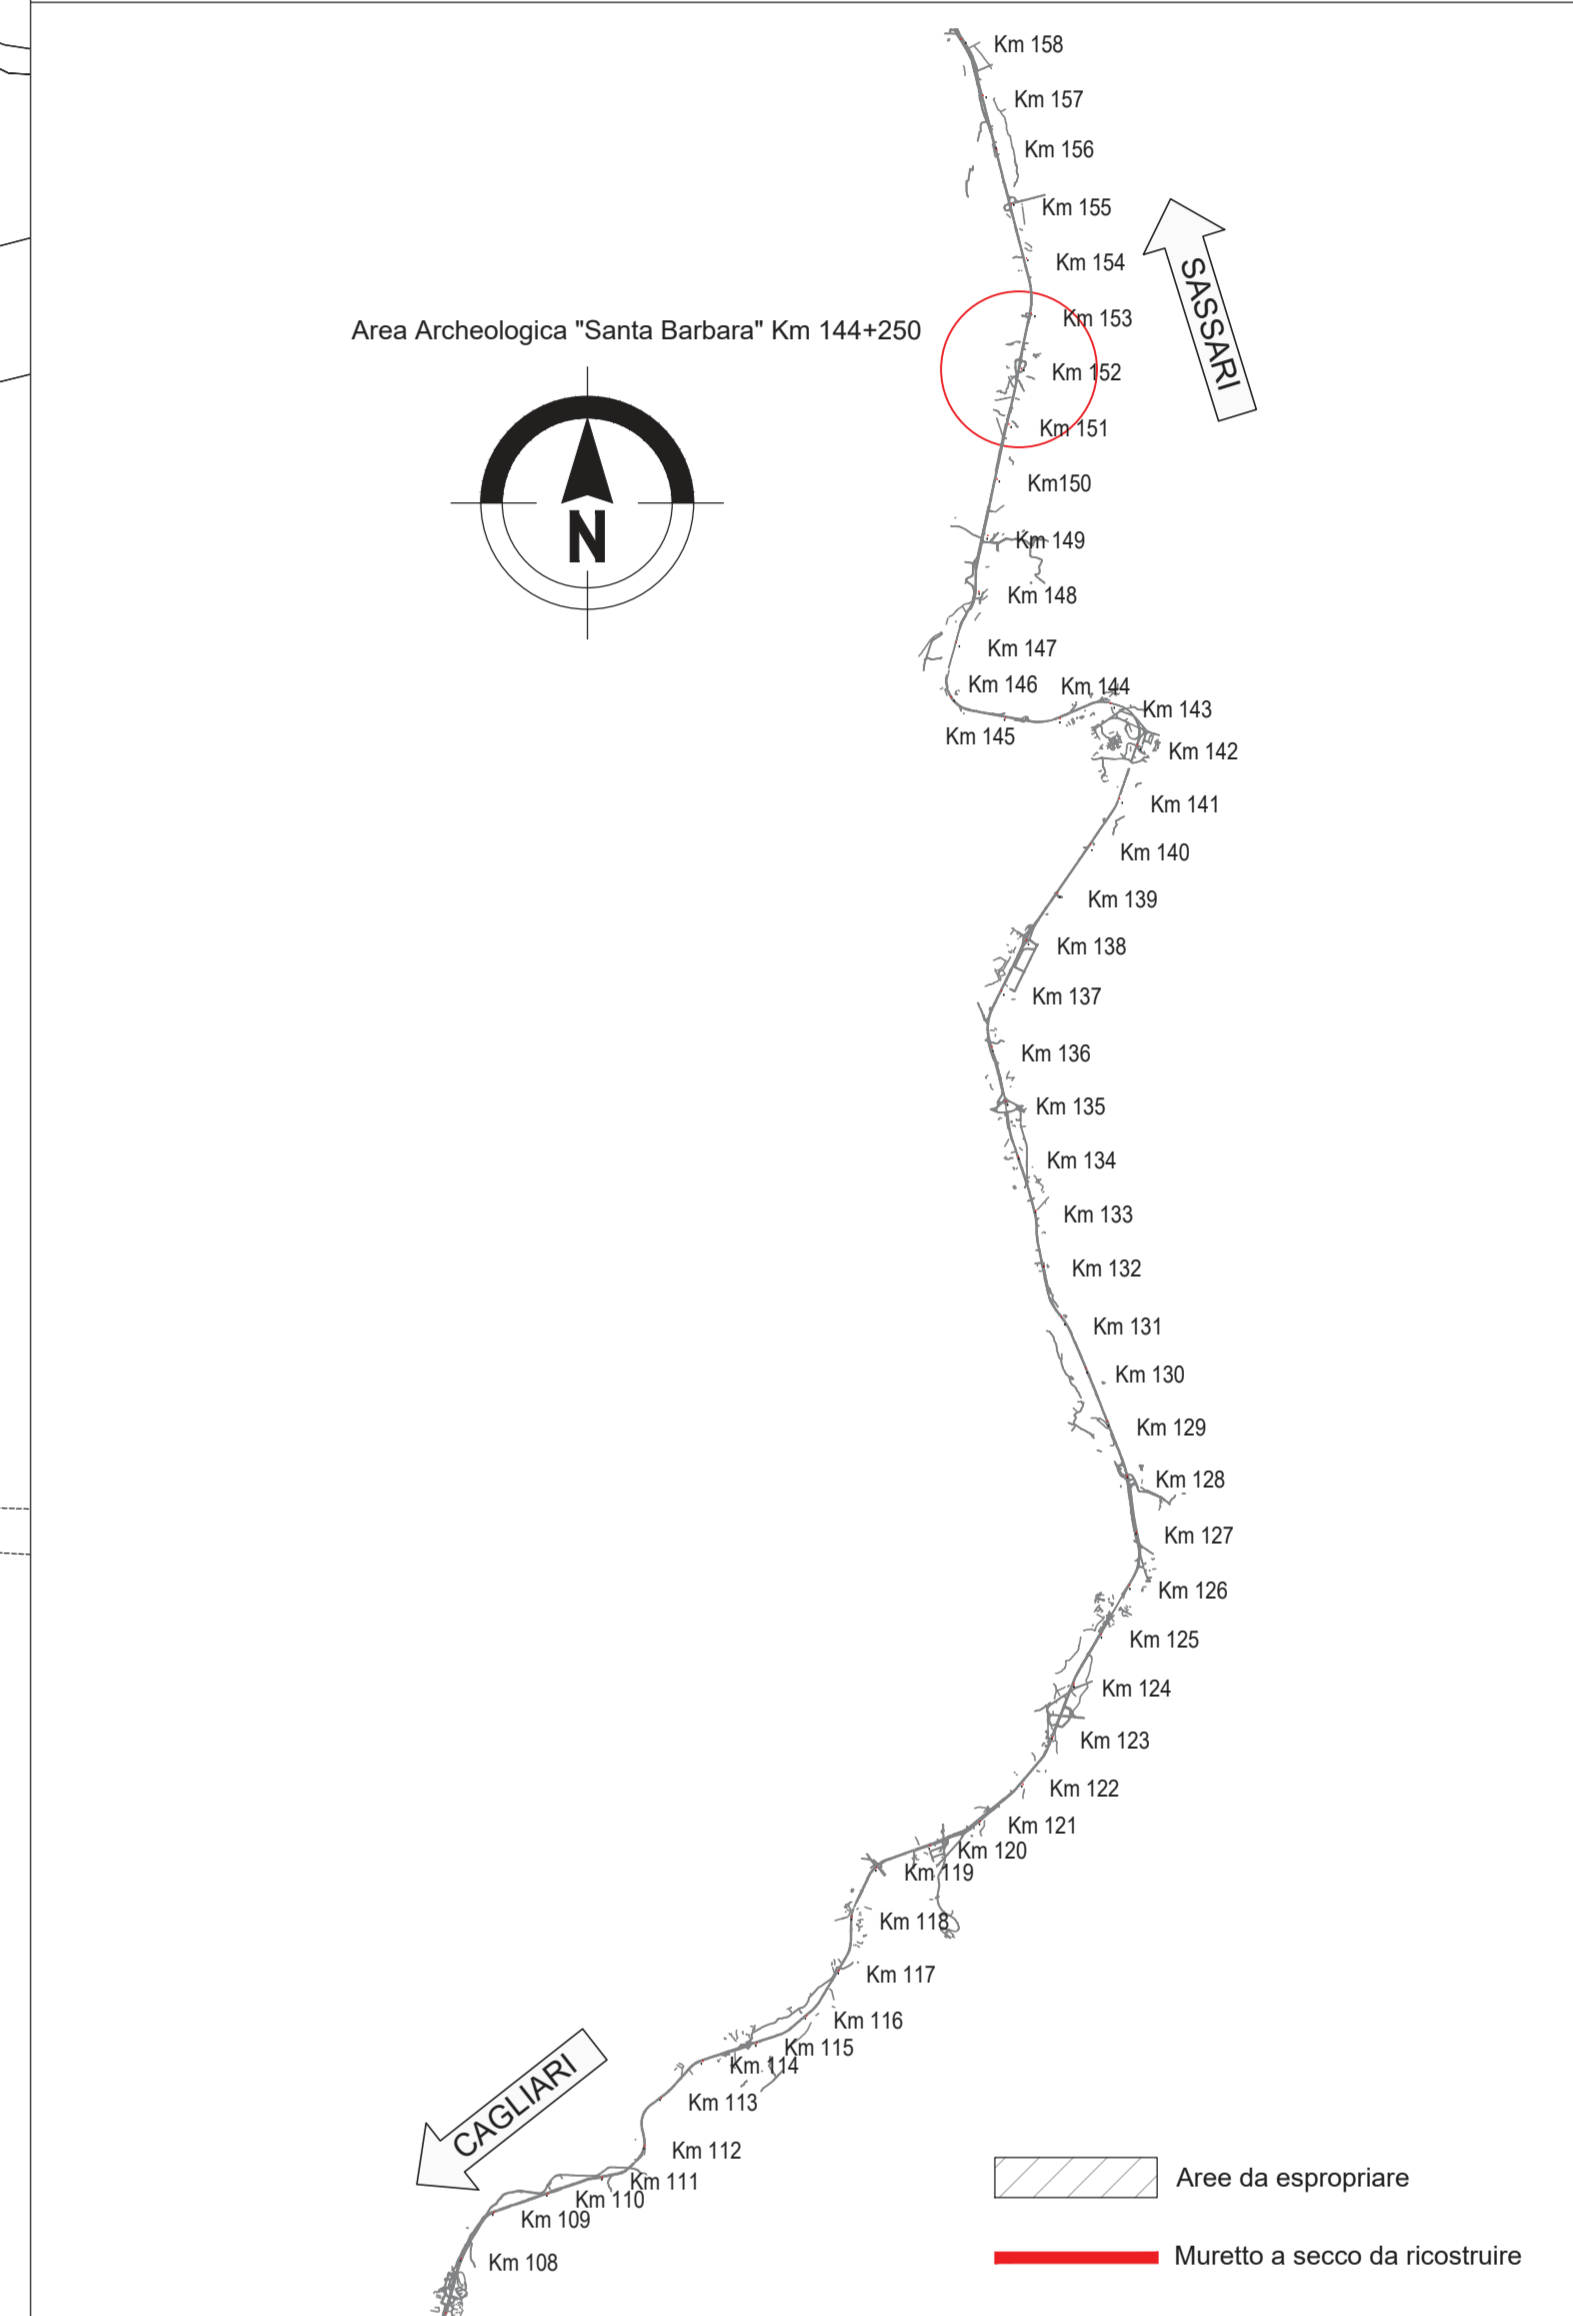 Km 158
Km 157
Km 156
Km 155
Km 154
SASSARI
Km 153
Area Archeologica "Santa Barbara" Km 144+250
Km 152
Km 151
Km150
N
Km 149
Km 148
Km 147
Km 146
Km 144
Km 143
Km 145
Km 142
Km 141
Km 140
Km 139
Km 138
Km 137
Km 136
Km 135
Km 134
Km 133
Km 132
Km 131
Km 130
Km 129
Km 128
Km 127
Km 126
Km 125
Km 124
Km 123
Km 122
Km 121
Km 120
Km 119
Km 118
Km 117
Km 116
Km 115
Km 114
Km 113
CAGLIARI
Km 112
Km 111
Km 110
Km 109
Km 108
Aree da espropriare
Muretto a secco da ricostruire